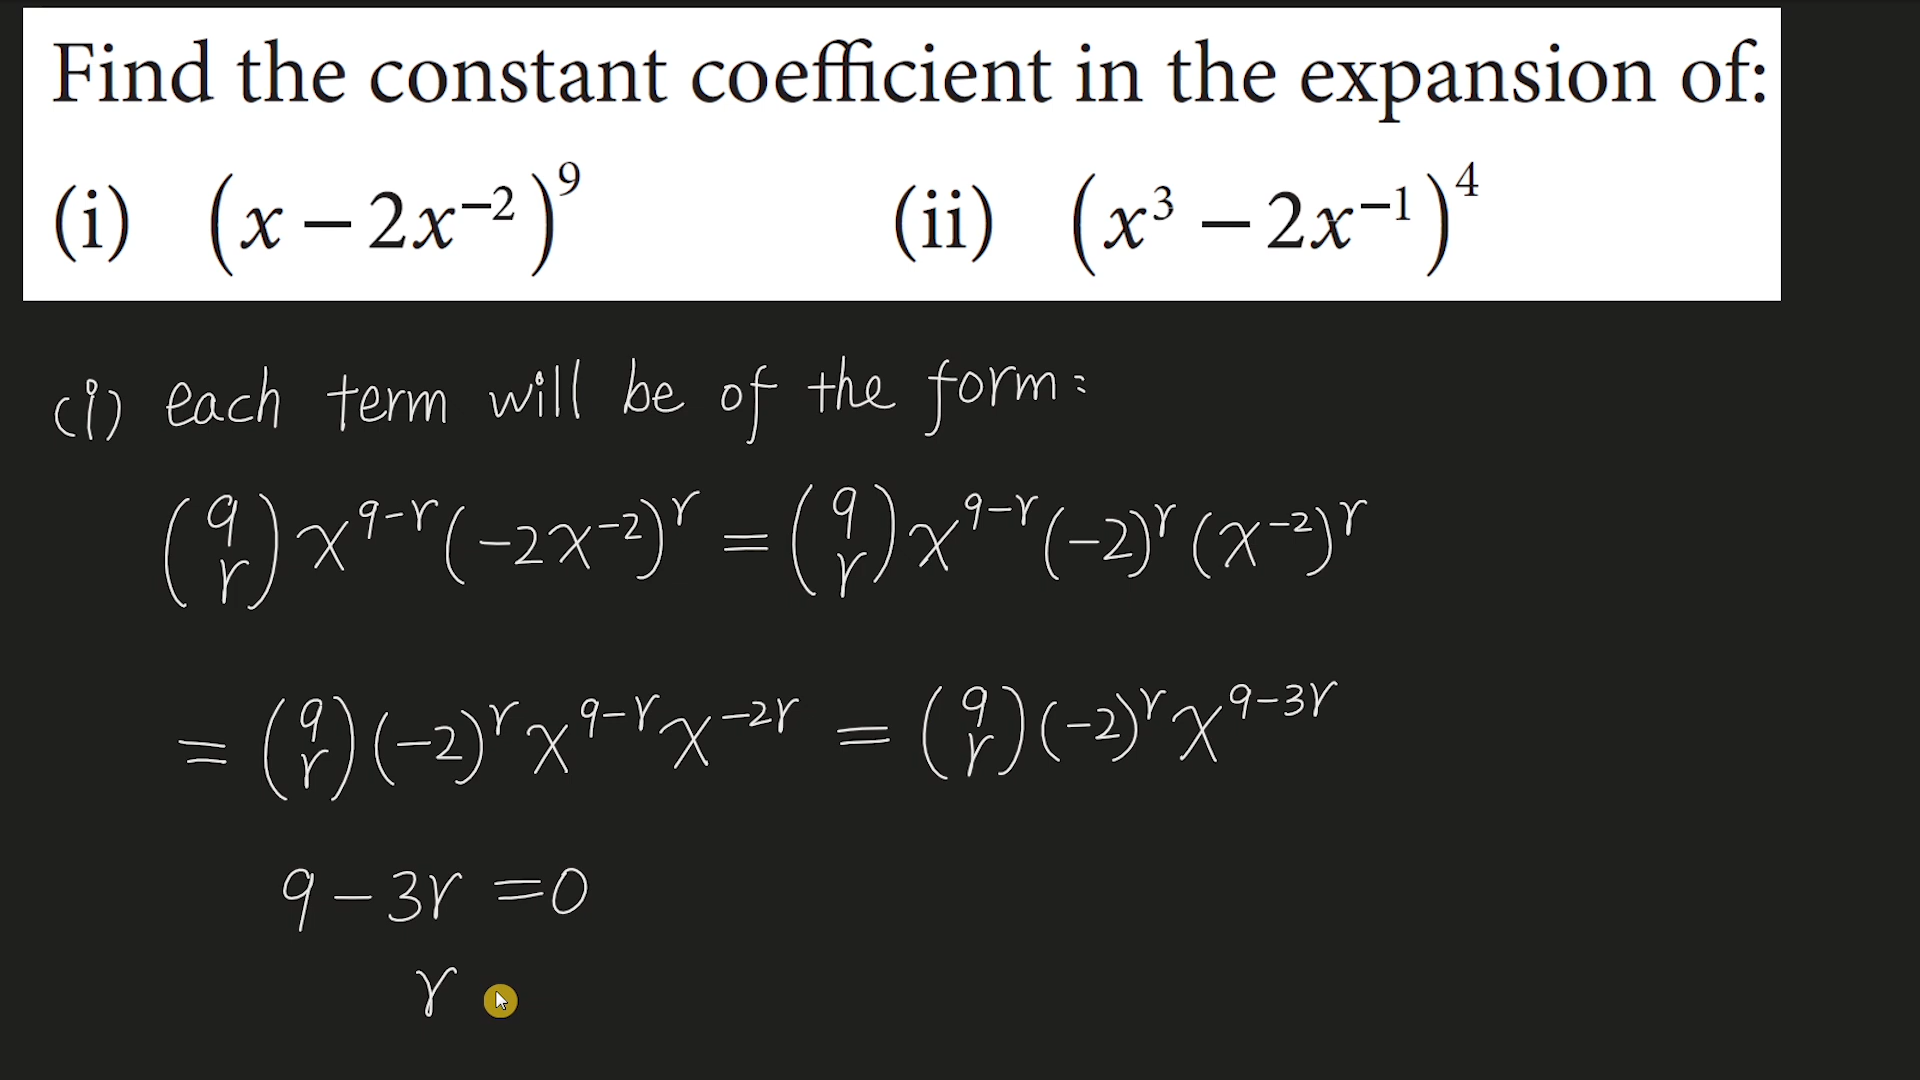 Find the constant coefficient in the expansion of:
(i) (x − 2x⁻²)⁹ (ii) (x³ − 2x⁻¹)⁴
(i) each term will be of the form:
(9 r) x^(9−r) (−2x⁻²)^r = (9 r) x^(9−r) (−2)^r (x⁻²)^r
= (9 r) (−2)^r x^(9−r) x^(−2r) = (9 r) (−2)^r x^(9−3r)
9 − 3r = 0
r